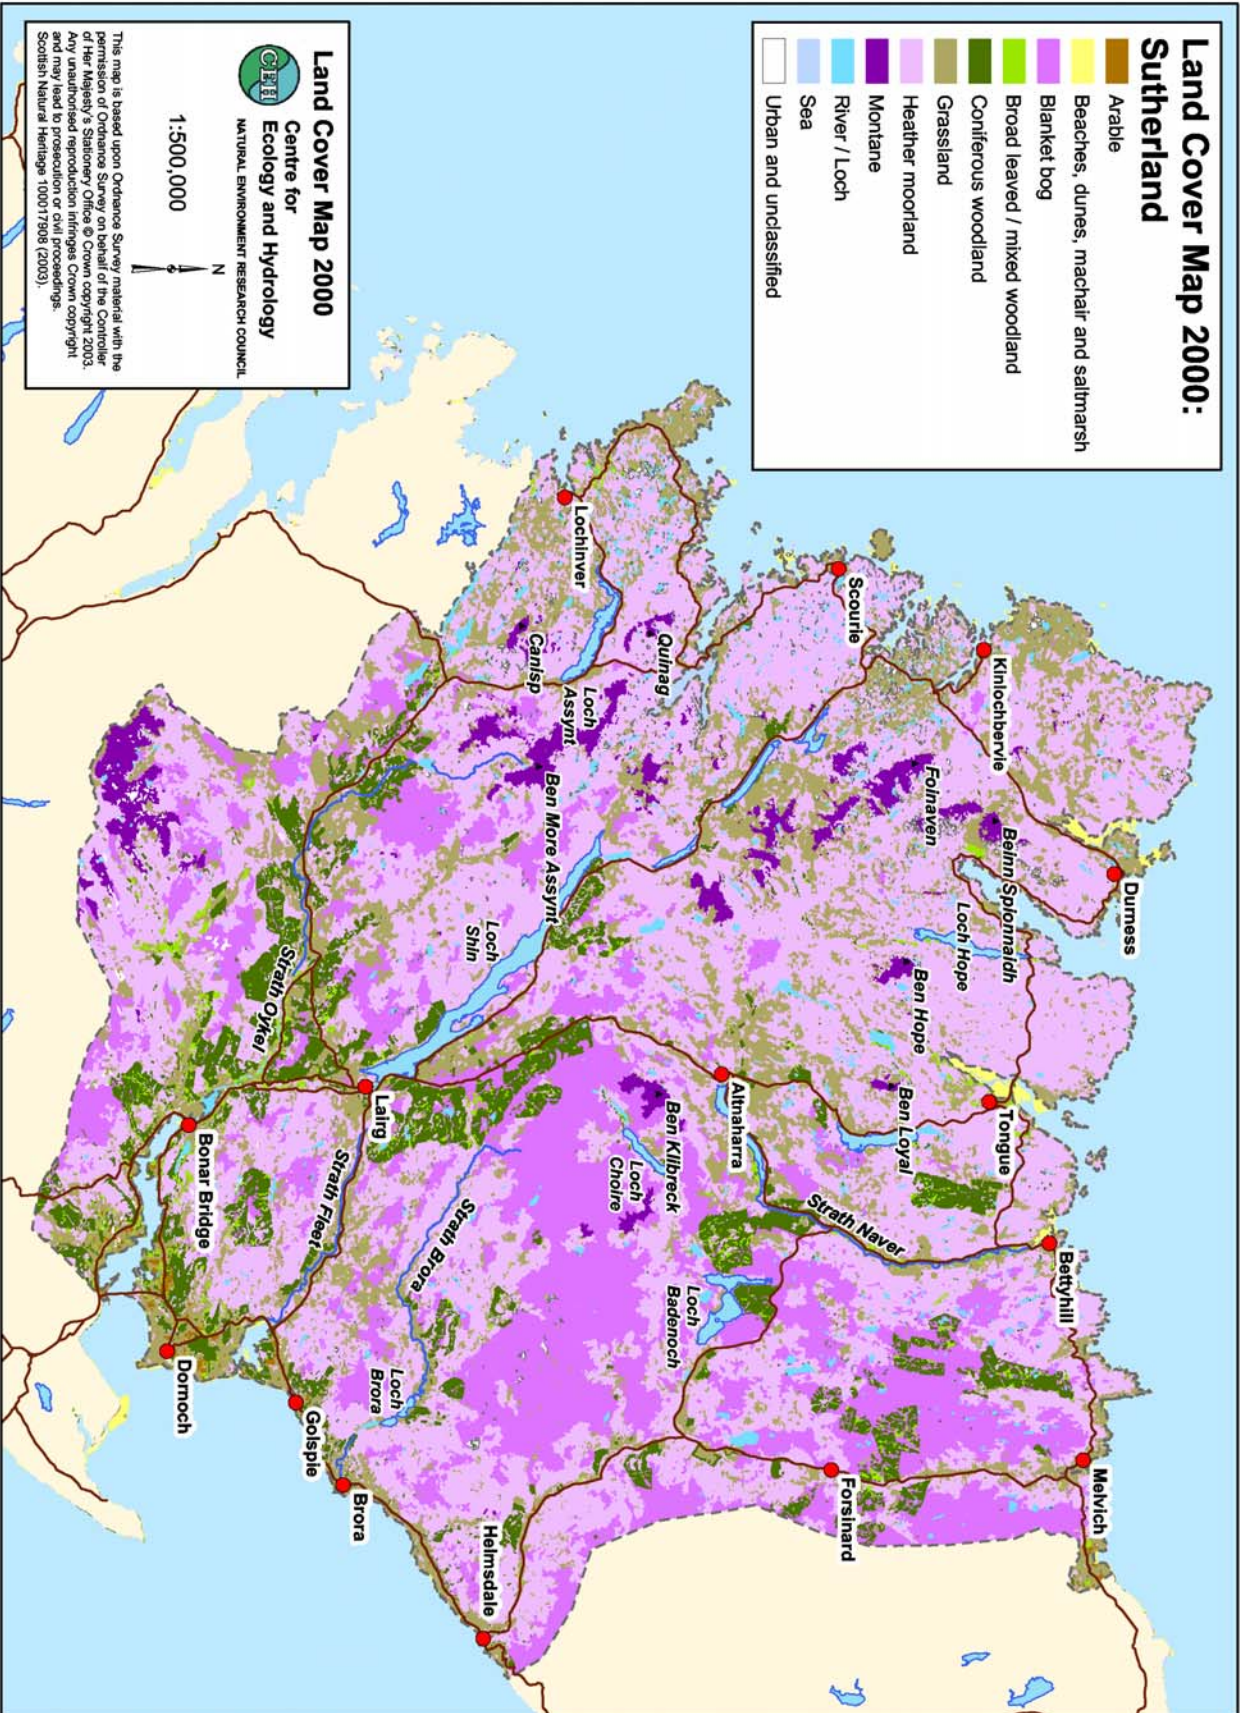 Land Cover Map 2000:
Sutherland
Arable
Beaches, dunes, machair and saltmarsh
Blanket bog
Broad leaved / mixed woodland
Coniferous woodland
Grassland
Heather moorland
Montane
River / Loch
Sea
Urban and unclassified
Durness
Kinlochbervie
Beinn Spionnaidh
Foinaven
Loch Hope
Ben Hope
Tongue
Ben Loyal
Bettyhill
Melvich
Scourie
Strath Naver
Forsinard
Altnaharra
Quinag
Ben Klibreck
Loch
Choire
Loch
Badenoch
Lochinver
Canisp
Loch
Assynt
Ben More Assynt
Loch
Shin
Strath Brora
Loch
Brora
Helmsdale
Lairg
Strath Oykel
Strath Fleet
Brora
Golspie
Bonar Bridge
Dornoch
Land Cover Map 2000
CEH
Centre for
Ecology and Hydrology
NATURAL ENVIRONMENT RESEARCH COUNCIL
1:500,000
N
This map is based upon Ordnance Survey material with the
permission of Ordnance Survey on behalf of the Controller
of Her Majesty's Stationery Office © Crown copyright 2003.
Any unauthorised reproduction infringes Crown copyright
and may lead to prosecution or civil proceedings.
Scottish Natural Heritage 100017908 (2003).